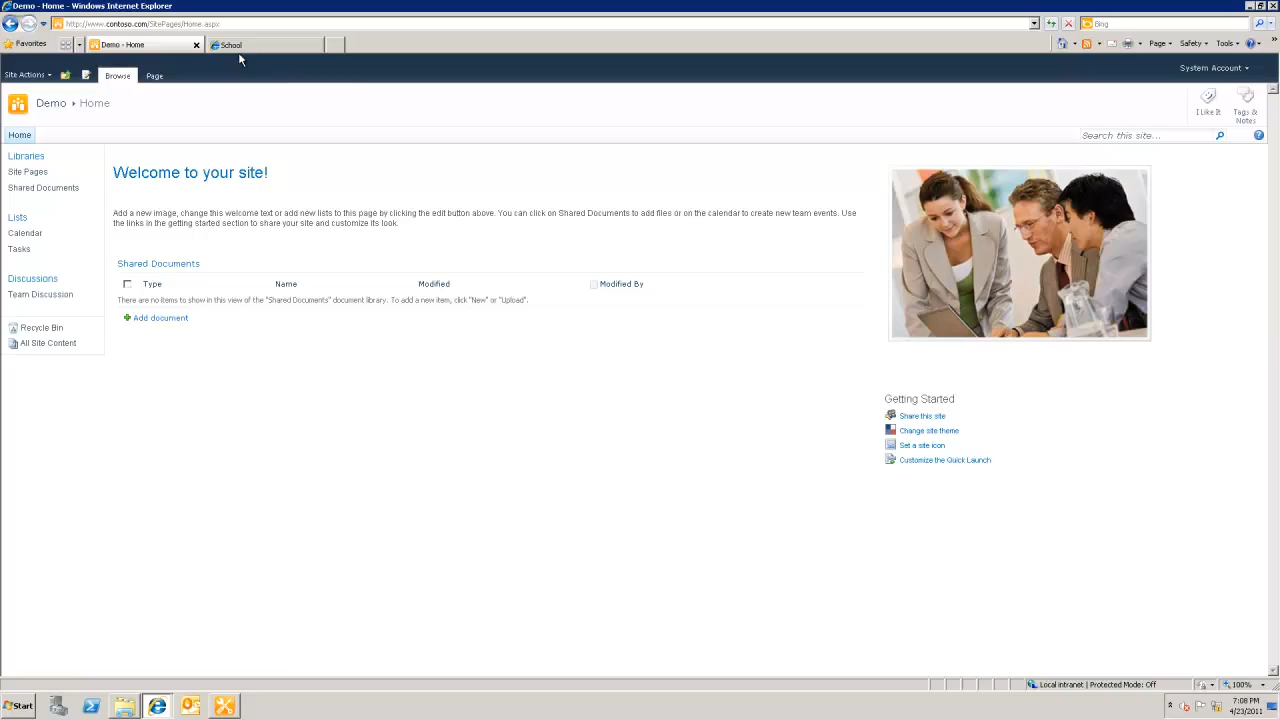 Demo - Home - Windows Internet Explorer
http://www.contoso.com/SitePages/Home.aspx
Bing
Favorites
Demo - Home
School
Page
Safety
Tools
Site Actions
Browse
Page
System Account
Demo
Home
I Like It
Tags &
Notes
Home
Search this site...
Libraries
Site Pages
Shared Documents
Lists
Calendar
Tasks
Discussions
Team Discussion
Recycle Bin
All Site Content
Welcome to your site!
Add a new image, change this welcome text or add new lists to this page by clicking the edit button above. You can click on Shared Documents to add files or on the calendar to create new team events. Use
the links in the getting started section to share your site and customize its look.
Shared Documents
Type Name Modified Modified By
There are no items to show in this view of the "Shared Documents" document library. To add a new item, click "New" or "Upload".
Add document
Getting Started
Share this site
Change site theme
Set a site icon
Customize the Quick Launch
Local intranet | Protected Mode: Off
100%
Start
7:08 PM
4/23/2011